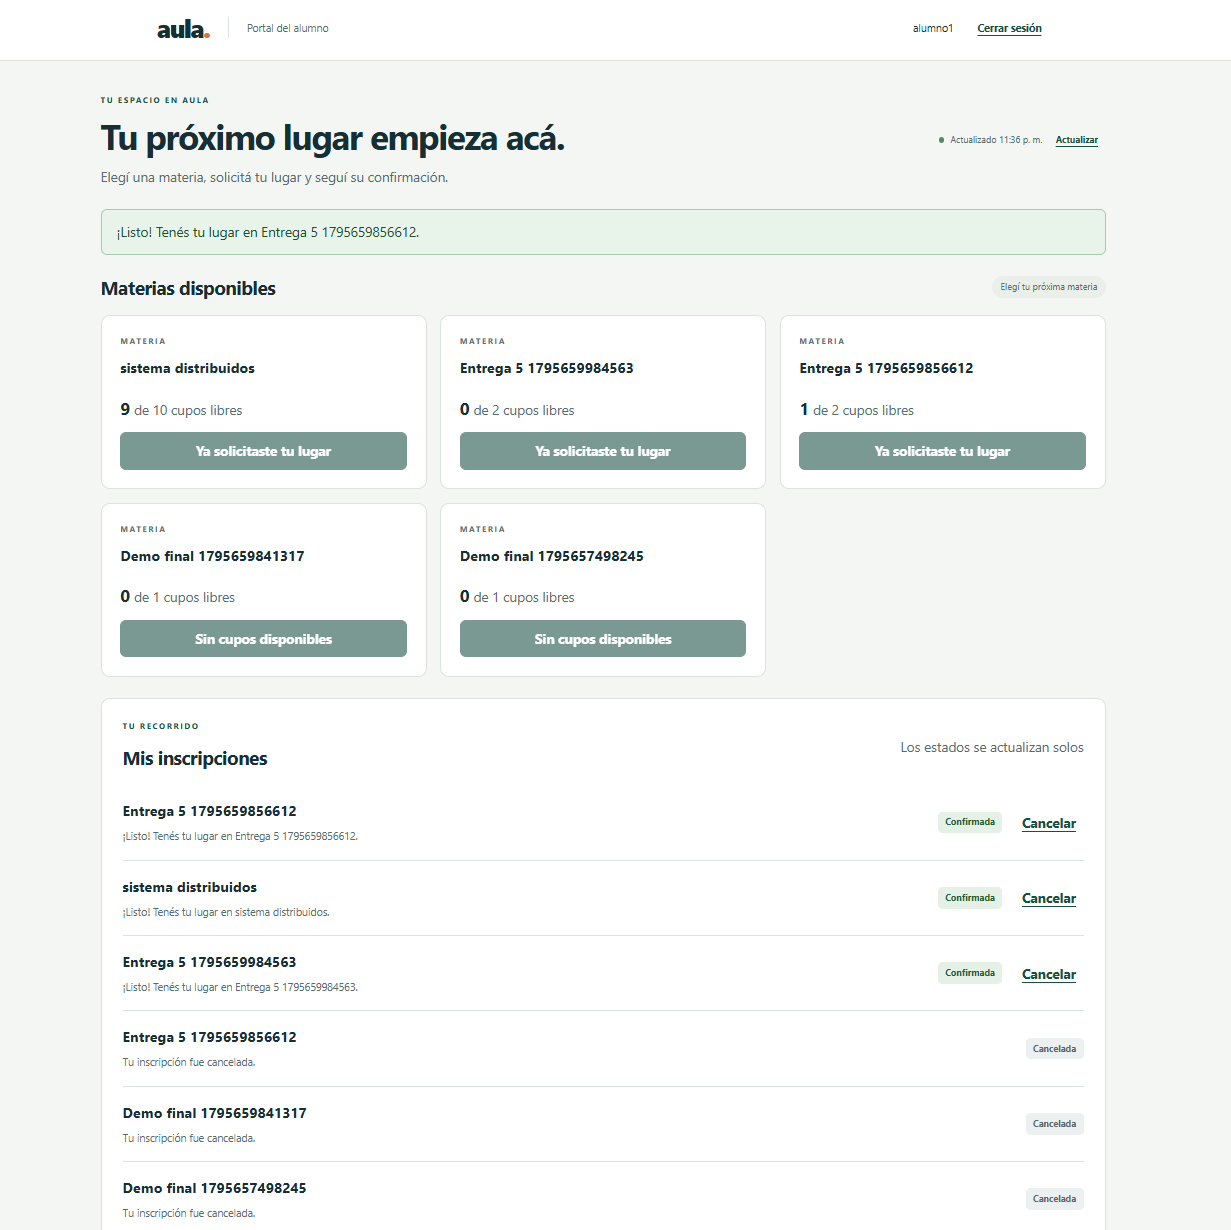 aula.
Portal del alumno
alumno1
Cerrar sesión
TU ESPACIO EN AULA
Tu próximo lugar empieza acá.
Actualizado 11:36 p. m.
Actualizar
Elegí una materia, solicitá tu lugar y seguí su confirmación.
¡Listo! Tenés tu lugar en Entrega 5 1795659856612.
Materias disponibles
Elegí tu próxima materia
MATERIA
sistema distribuidos
9 de 10 cupos libres
Ya solicitaste tu lugar
MATERIA
Entrega 5 1795659984563
0 de 2 cupos libres
Ya solicitaste tu lugar
MATERIA
Entrega 5 1795659856612
1 de 2 cupos libres
Ya solicitaste tu lugar
MATERIA
Demo final 1795659841317
0 de 1 cupos libres
Sin cupos disponibles
MATERIA
Demo final 1795657498245
0 de 1 cupos libres
Sin cupos disponibles
TU RECORRIDO
Mis inscripciones
Los estados se actualizan solos
Entrega 5 1795659856612
¡Listo! Tenés tu lugar en Entrega 5 1795659856612.
Confirmada
Cancelar
sistema distribuidos
¡Listo! Tenés tu lugar en sistema distribuidos.
Confirmada
Cancelar
Entrega 5 1795659984563
¡Listo! Tenés tu lugar en Entrega 5 1795659984563.
Confirmada
Cancelar
Entrega 5 1795659856612
Tu inscripción fue cancelada.
Cancelada
Demo final 1795659841317
Tu inscripción fue cancelada.
Cancelada
Demo final 1795657498245
Tu inscripción fue cancelada.
Cancelada